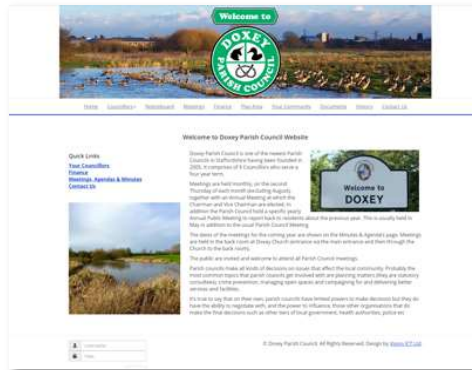 Welcome to
DOXEY
PARISH COUNCIL
Home Councillors Noticeboard Meetings Finance Play Area Your Community Documents History Contact Us
Welcome to Doxey Parish Council Website
Quick Links
Your Councillors
Finance
Meetings, Agendas & Minutes
Contact Us
Doxey Parish Council is one of the newest Parish
Councils in Staffordshire having been founded in
2005. It comprises of 9 Councillors who serve a
four year term.
Meetings are held monthly, on the second
Thursday of each month (excluding August),
together with an Annual Meeting at which the
Chairman and Vice Chairman are elected. In
addition the Parish Council hold a specific yearly
Annual Public Meeting to report back to residents about the previous year. This is usually held in
May in addition to the usual Parish Council Meeting.
Welcome to
DOXEY
The dates of the meetings for the coming year are shown on the Minutes & Agenda's page. Meetings
are held in the back room at Doxey Church entrance via the main entrance and then through the
Church to the back room.
The public are invited and welcome to attend all Parish Council meetings.
Parish councils make all kinds of decisions on issues that affect the local community. Probably the
most common topics that parish councils get involved with are planning matters (they are statutory
consultees), crime prevention, managing open spaces and campaigning for and delivering better
services and facilities.
It's true to say that on their own, parish councils have limited powers to make decisions but they do
have the ability to negotiate with, and the power to influence, those other organisations that do
make the final decisions such as other tiers of local government, health authorities, police etc
© Doxey Parish Council. All Rights Reserved. Design by